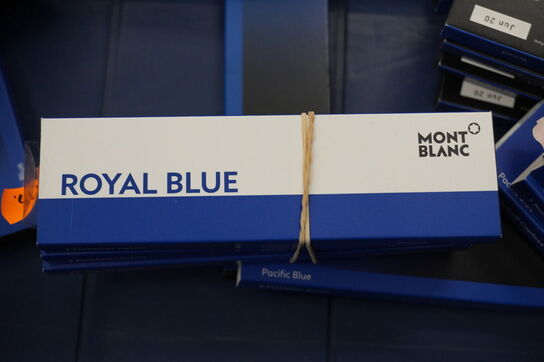 Jun 20
Jun 20
MONT
BLANC
ROYAL BLUE
Pacific Blue